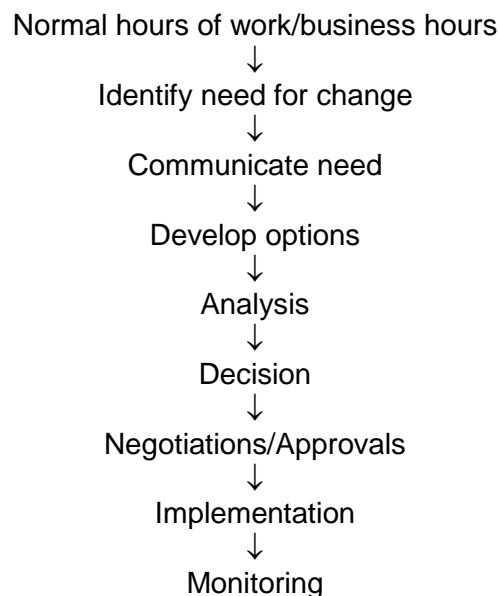 Normal hours of work/business hours
↓
Identify need for change
↓
Communicate need
↓
Develop options
↓
Analysis
↓
Decision
↓
Negotiations/Approvals
↓
Implementation
↓
Monitoring